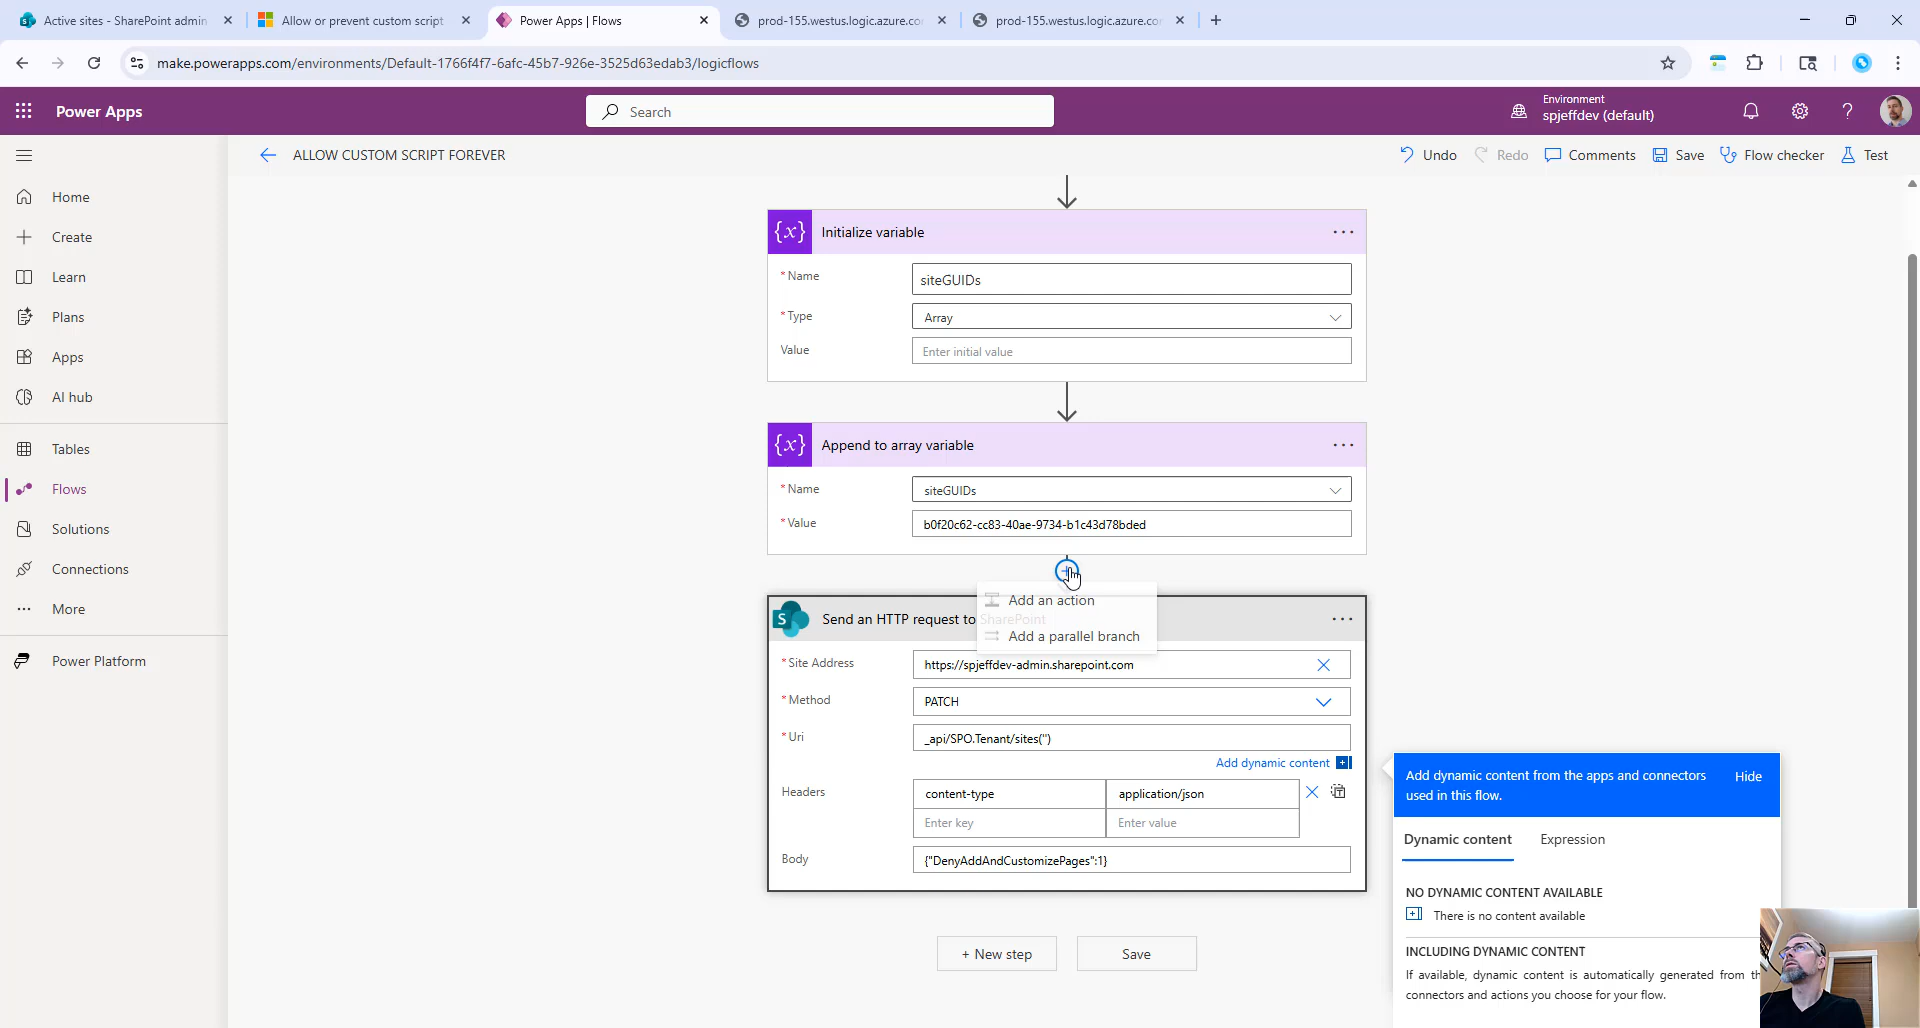 Active sites - SharePoint admin
Allow or prevent custom script
Power Apps | Flows
prod-155.westus.logic.azure.co
prod-155.westus.logic.azure.co
make.powerapps.com/environments/Default-1766f4f7-6afc-45b7-926e-3525d63edab3/logicflows
Power Apps
Search
Environment
spjeffdev (default)
ALLOW CUSTOM SCRIPT FOREVER
Undo
Redo
Comments
Save
Flow checker
Test
Home
Create
Learn
Plans
Apps
AI hub
Tables
Flows
Solutions
Connections
More
Power Platform
{x} Initialize variable
* Name
siteGUIDs
* Type
Array
Value
Enter initial value
{x} Append to array variable
* Name
siteGUIDs
* Value
b0f20c62-cc83-40ae-9734-b1c43d78bded
Add an action
Add a parallel branch
S Send an HTTP request to SharePoint
* Site Address
https://spjeffdev-admin.sharepoint.com
* Method
PATCH
* Uri
_api/SPO.Tenant/sites('')
Add dynamic content
Headers
content-type
application/json
Enter key
Enter value
Body
{"DenyAddAndCustomizePages":1}
+ New step
Save
Add dynamic content from the apps and connectors
used in this flow.
Hide
Dynamic content
Expression
NO DYNAMIC CONTENT AVAILABLE
There is no content available
INCLUDING DYNAMIC CONTENT
If available, dynamic content is automatically generated from th
connectors and actions you choose for your flow.